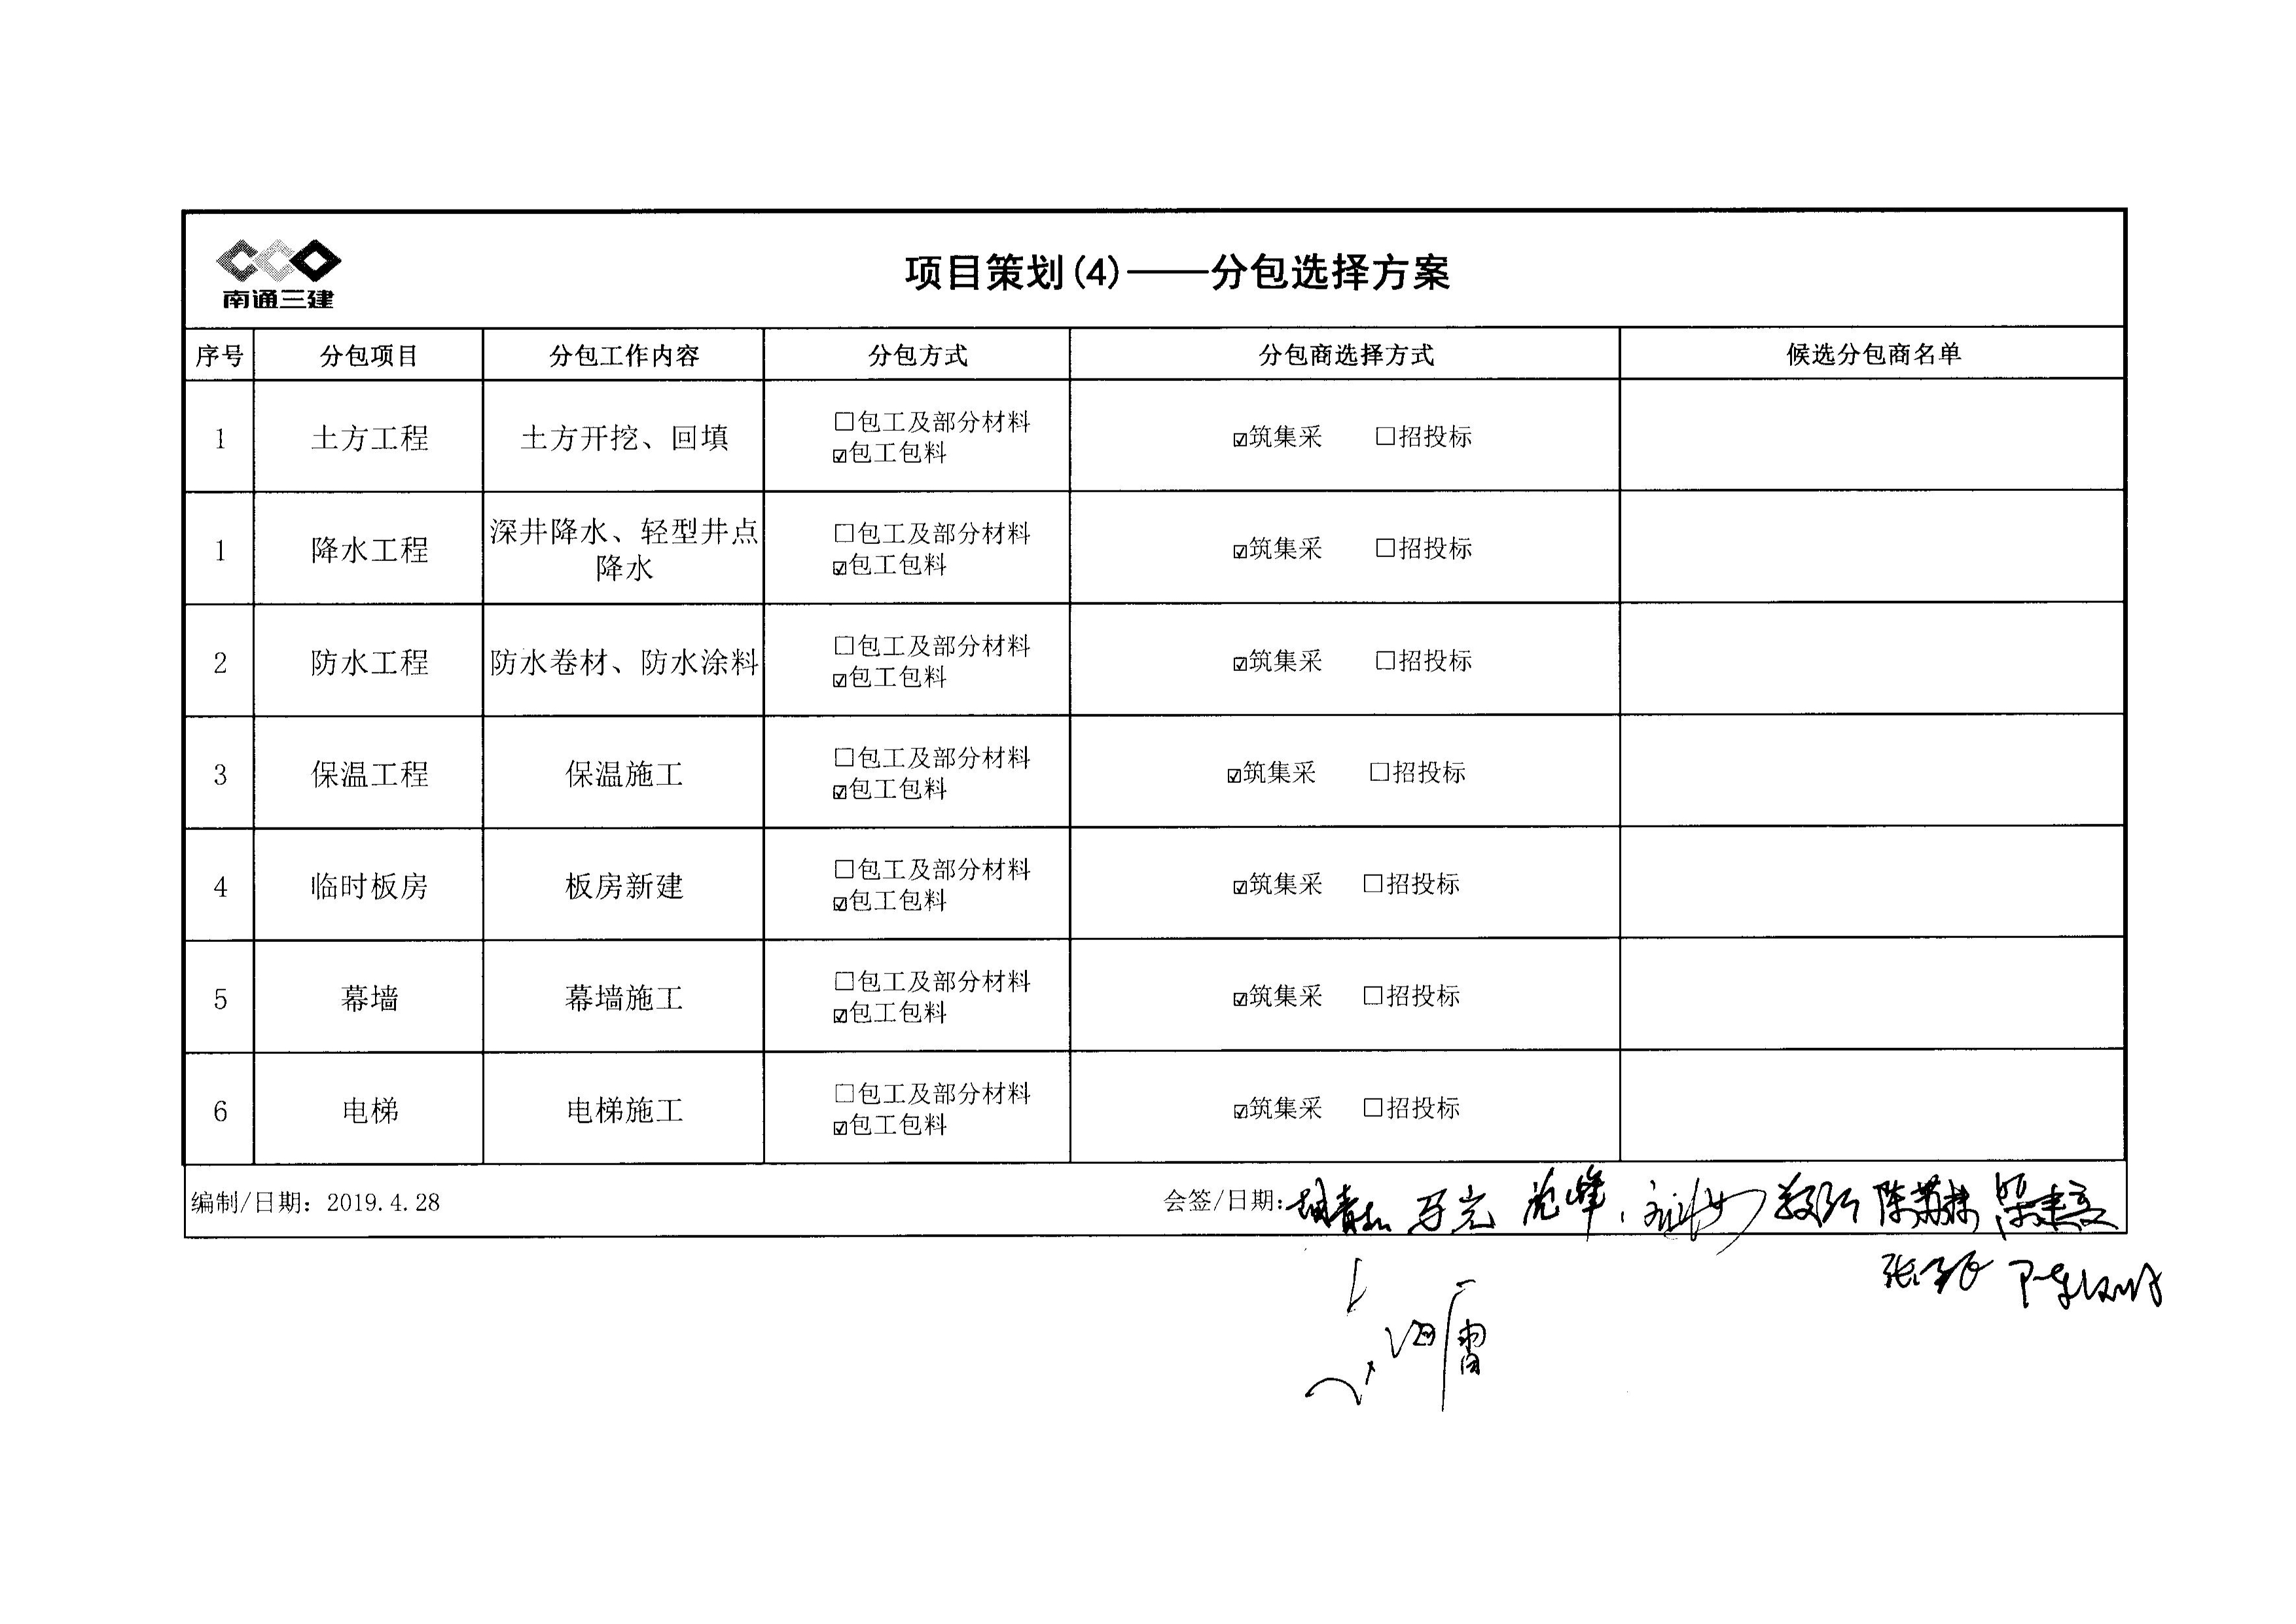 南通三建
项目策划(4)——分包选择方案
序号 分包项目 分包工作内容 分包方式 分包商选择方式 候选分包商名单
1 土方工程 土方开挖、回填 □包工及部分材料 ☑包工包料 ☑筑集采 □招投标
1 降水工程 深井降水、轻型井点降水 □包工及部分材料 ☑包工包料 ☑筑集采 □招投标
2 防水工程 防水卷材、防水涂料 □包工及部分材料 ☑包工包料 ☑筑集采 □招投标
3 保温工程 保温施工 □包工及部分材料 ☑包工包料 ☑筑集采 □招投标
4 临时板房 板房新建 □包工及部分材料 ☑包工包料 ☑筑集采 □招投标
5 幕墙 幕墙施工 □包工及部分材料 ☑包工包料 ☑筑集采 □招投标
6 电梯 电梯施工 □包工及部分材料 ☑包工包料 ☑筑集采 □招投标
编制/日期：2019.4.28 会签/日期：